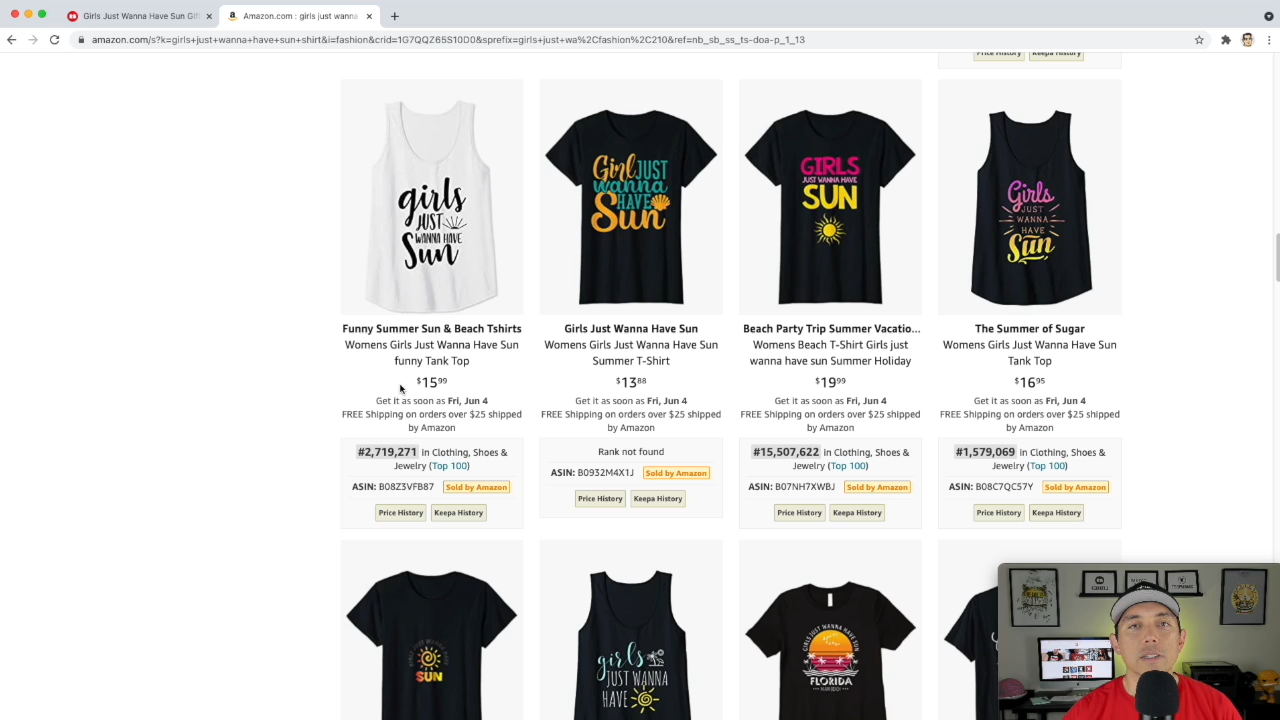 Girls Just Wanna Have Sun Gift
Amazon.com : girls just wanna
amazon.com/s?k=girls+just+wanna+have+sun+shirt&i=fashion&crid=1G7QQZ65S10D0&sprefix=girls+just+wa%2Cfashion%2C210&ref=nb_sb_ss_ts-doa-p_1_13
Price History Keepa History
girls
JUST
WANNA HAVE
Sun
Girl JUST
wanna
HAVE
Sun
GIRLS
JUST WANNA HAVE
SUN
Girls
JUST
WANNA
HAVE
Sun
Funny Summer Sun & Beach Tshirts
Womens Girls Just Wanna Have Sun
funny Tank Top
$15⁹⁹
Get it as soon as Fri, Jun 4
FREE Shipping on orders over $25 shipped
by Amazon
#2,719,271 in Clothing, Shoes &
Jewelry (Top 100)
ASIN: B08Z3VFB87 Sold by Amazon
Price History Keepa History
Girls Just Wanna Have Sun
Womens Girls Just Wanna Have Sun
Summer T-Shirt
$13⁸⁸
Get it as soon as Fri, Jun 4
FREE Shipping on orders over $25 shipped
by Amazon
Rank not found
ASIN: B0932M4X1J Sold by Amazon
Price History Keepa History
Beach Party Trip Summer Vacatio...
Womens Beach T-Shirt Girls just
wanna have sun Summer Holiday
$19⁹⁹
Get it as soon as Fri, Jun 4
FREE Shipping on orders over $25 shipped
by Amazon
#15,507,622 in Clothing, Shoes &
Jewelry (Top 100)
ASIN: B07NH7XWBJ Sold by Amazon
Price History Keepa History
The Summer of Sugar
Womens Girls Just Wanna Have Sun
Tank Top
$16⁹⁵
Get it as soon as Fri, Jun 4
FREE Shipping on orders over $25 shipped
by Amazon
#1,579,069 in Clothing, Shoes &
Jewelry (Top 100)
ASIN: B08C7QC57Y Sold by Amazon
Price History Keepa History
SUN
girls
JUST WANNA
HAVE
GIRLS JUST WANNA HAVE SUN
FLORIDA